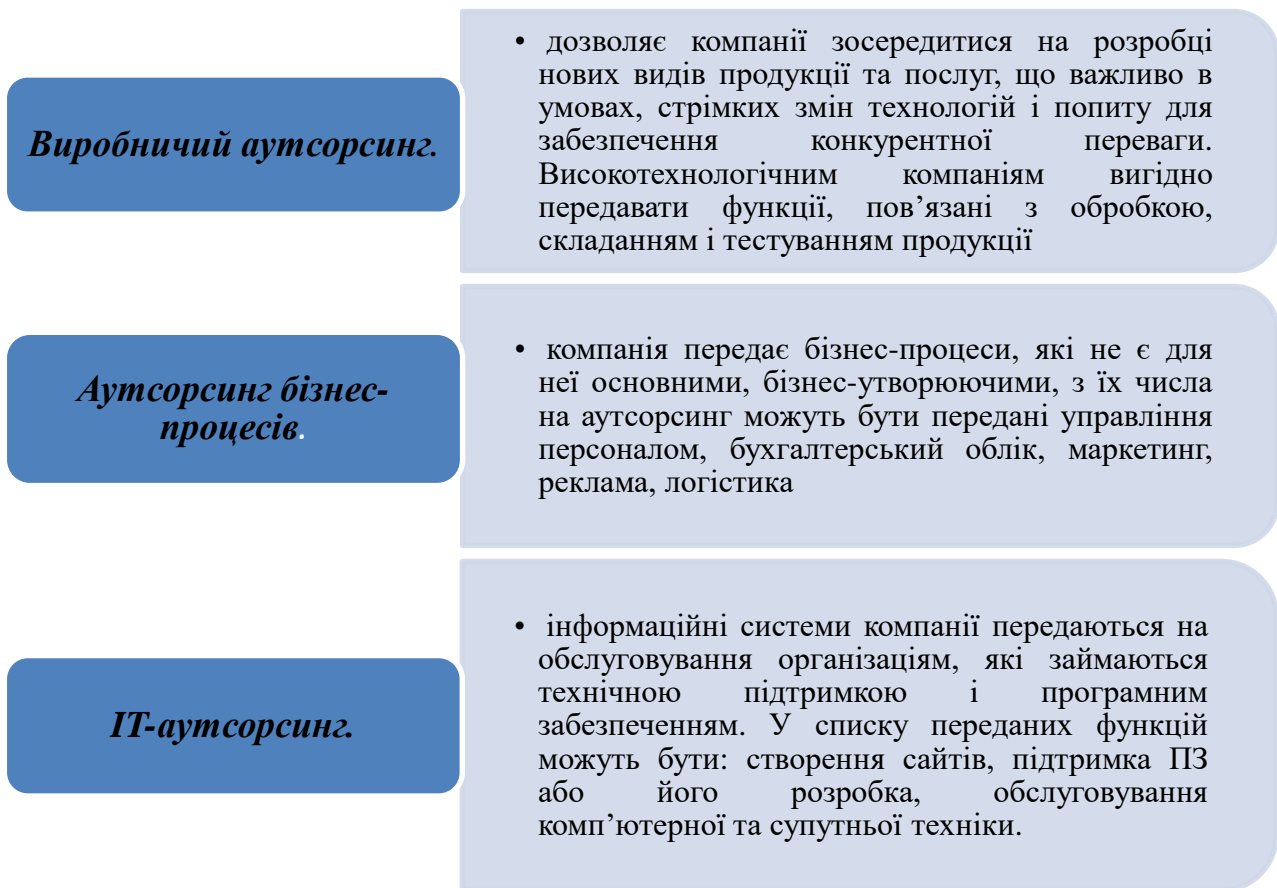 Виробничий аутсорсинг.
• дозволяє компанії зосередитися на розробці
нових видів продукції та послуг, що важливо в
умовах, стрімких змін технологій і попиту для
забезпечення конкурентної переваги.
Високотехнологічним компаніям вигідно
передавати функції, пов’язані з обробкою,
складанням і тестуванням продукції
Аутсорсинг бізнес-
процесів.
• компанія передає бізнес-процеси, які не є для
неї основними, бізнес-утворюючими, з їх числа
на аутсорсинг можуть бути передані управління
персоналом, бухгалтерський облік, маркетинг,
реклама, логістика
ІТ-аутсорсинг.
• інформаційні системи компанії передаються на
обслуговування організаціям, які займаються
технічною підтримкою і програмним
забезпеченням. У списку переданих функцій
можуть бути: створення сайтів, підтримка ПЗ
або його розробка, обслуговування
комп’ютерної та супутньої техніки.